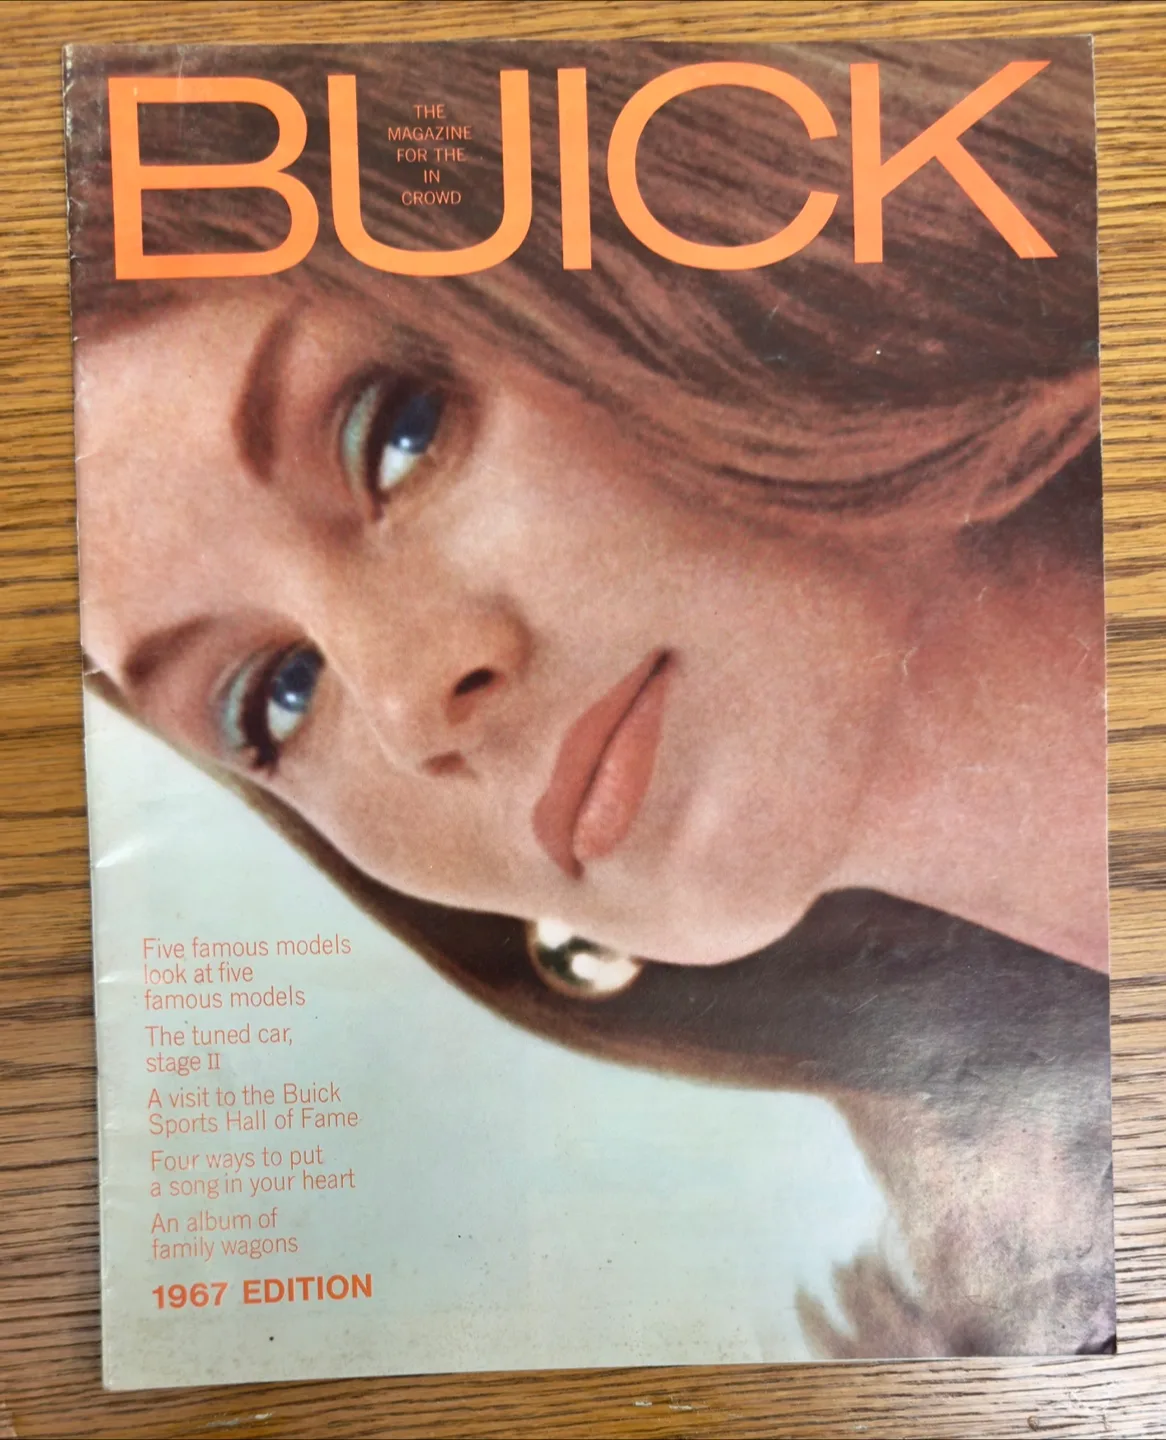 BUICK
THE
MAGAZINE
FOR THE
IN
CROWD
Five famous models
look at five
famous models
The tuned car,
stage II
A visit to the Buick
Sports Hall of Fame
Four ways to put
a song in your heart
An album of
family wagons
1967 EDITION